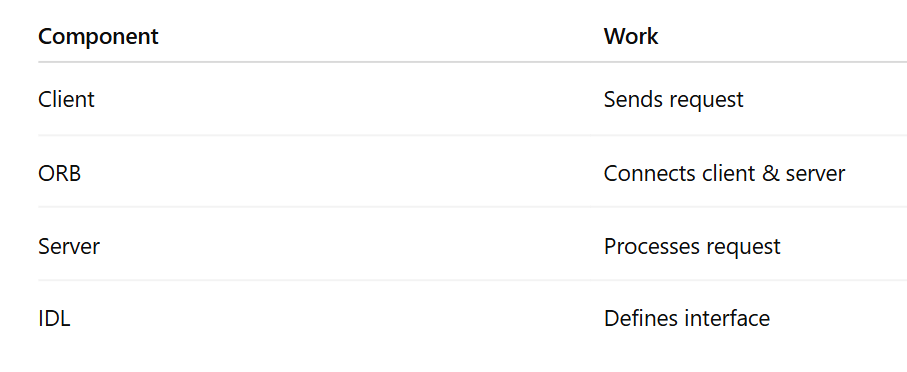 Component Work
Client Sends request
ORB Connects client & server
Server Processes request
IDL Defines interface